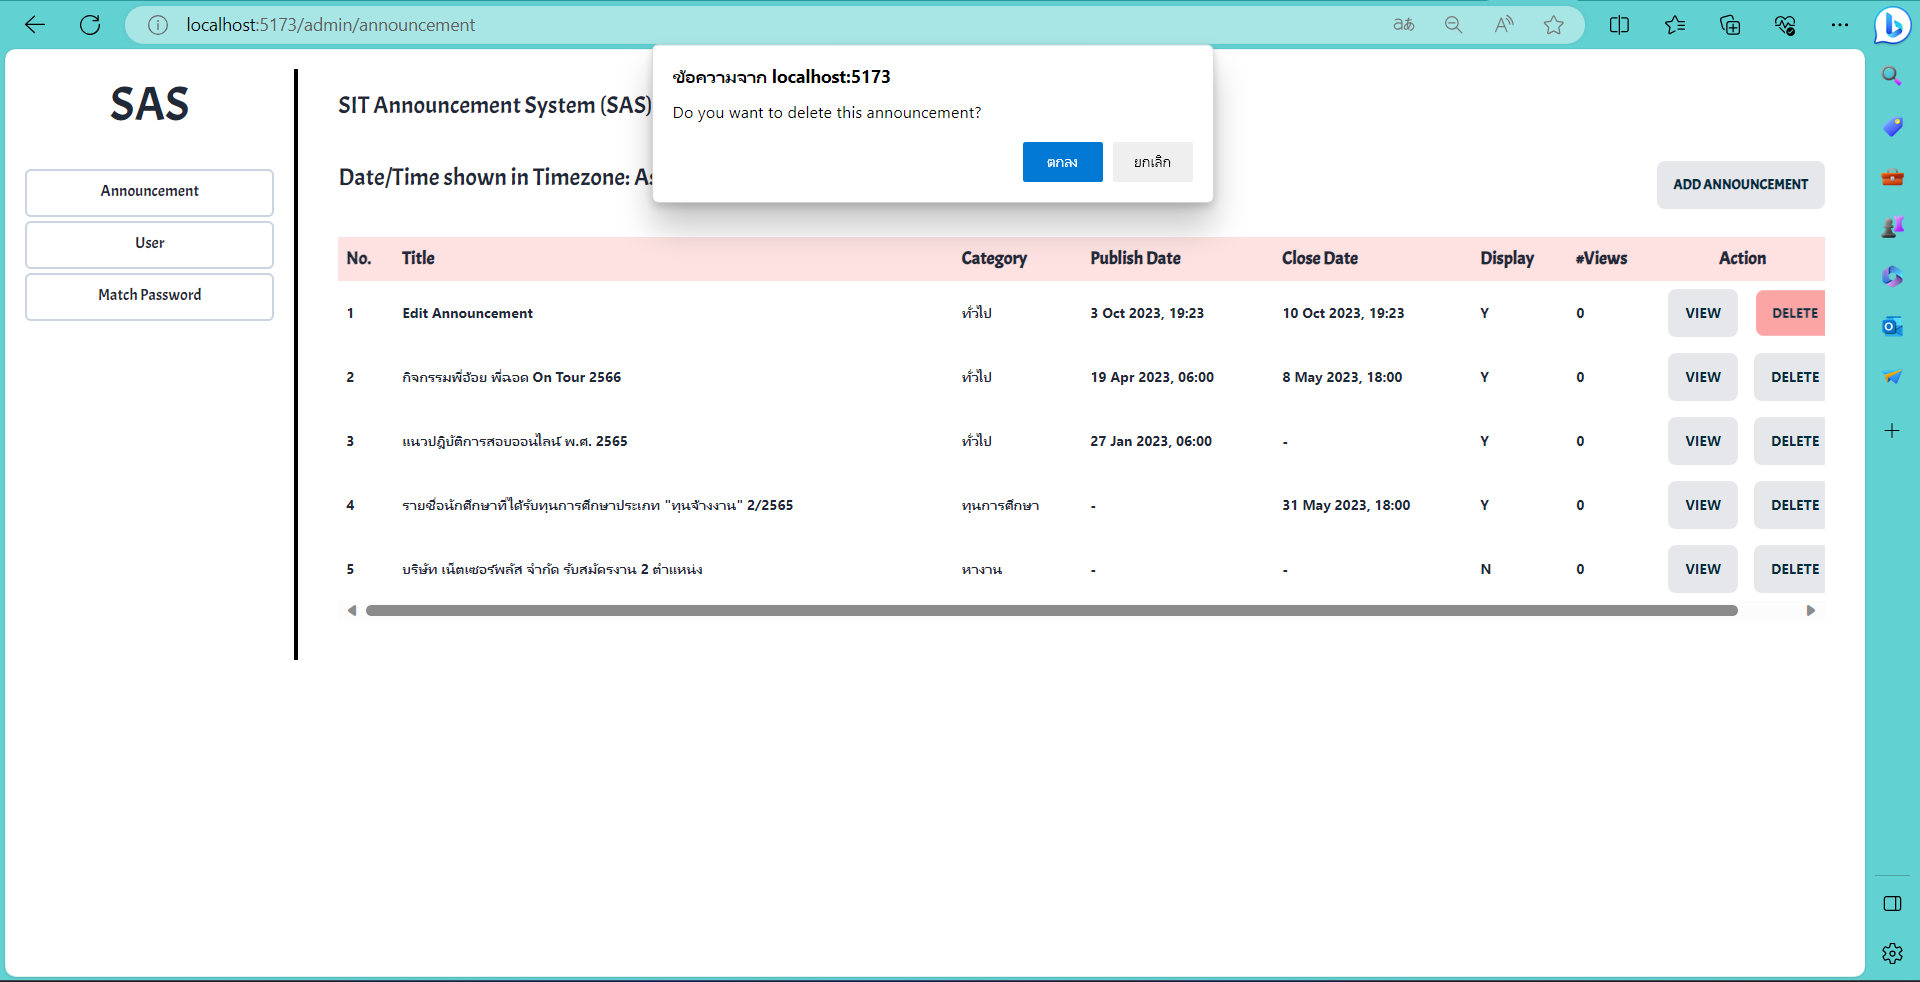 localhost:5173/admin/announcement
ข้อความจาก localhost:5173
Do you want to delete this announcement?
ตกลง
ยกเลิก
SAS
Announcement
User
Match Password
SIT Announcement System (SAS)
Date/Time shown in Timezone: As
ADD ANNOUNCEMENT
No. Title Category Publish Date Close Date Display #Views Action
1 Edit Announcement ทั่วไป 3 Oct 2023, 19:23 10 Oct 2023, 19:23 Y 0 VIEW DELETE
2 กิจกรรมพี่อ้อย พี่ฉอด On Tour 2566 ทั่วไป 19 Apr 2023, 06:00 8 May 2023, 18:00 Y 0 VIEW DELETE
3 แนวปฎิบัติการสอบออนไลน์ พ.ศ. 2565 ทั่วไป 27 Jan 2023, 06:00 - Y 0 VIEW DELETE
4 รายชื่อนักศึกษาที่ได้รับทุนการศึกษาประเภท "ทุนจ้างงาน" 2/2565 ทุนการศึกษา - 31 May 2023, 18:00 Y 0 VIEW DELETE
5 บริษัท เน็ตเซอร์พลัส จำกัด รับสมัครงาน 2 ตำแหน่ง หางาน - - N 0 VIEW DELETE